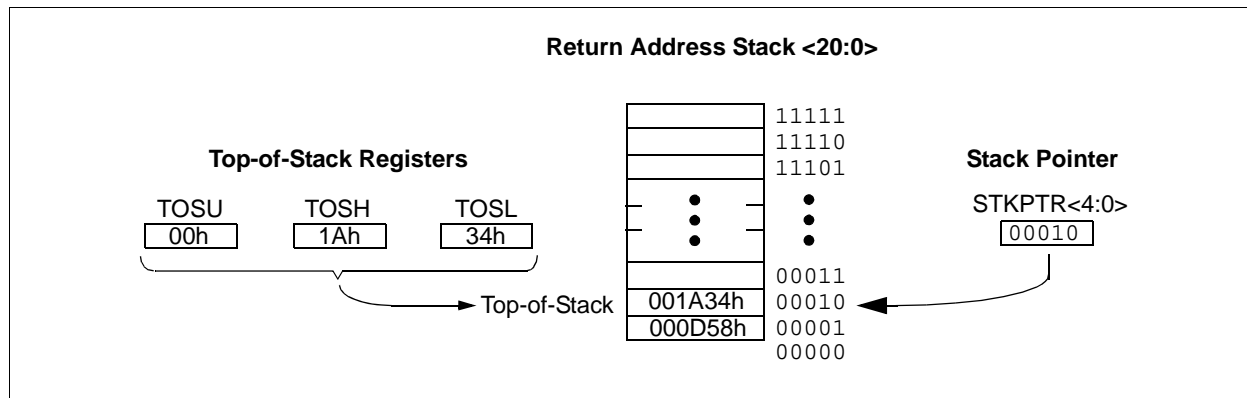 Return Address Stack <20:0>
11111
11110
11101
Top-of-Stack Registers
Stack Pointer
TOSU TOSH TOSL
STKPTR<4:0>
00h 1Ah 34h
00010
00011
Top-of-Stack 001A34h 00010
000D58h 00001
00000